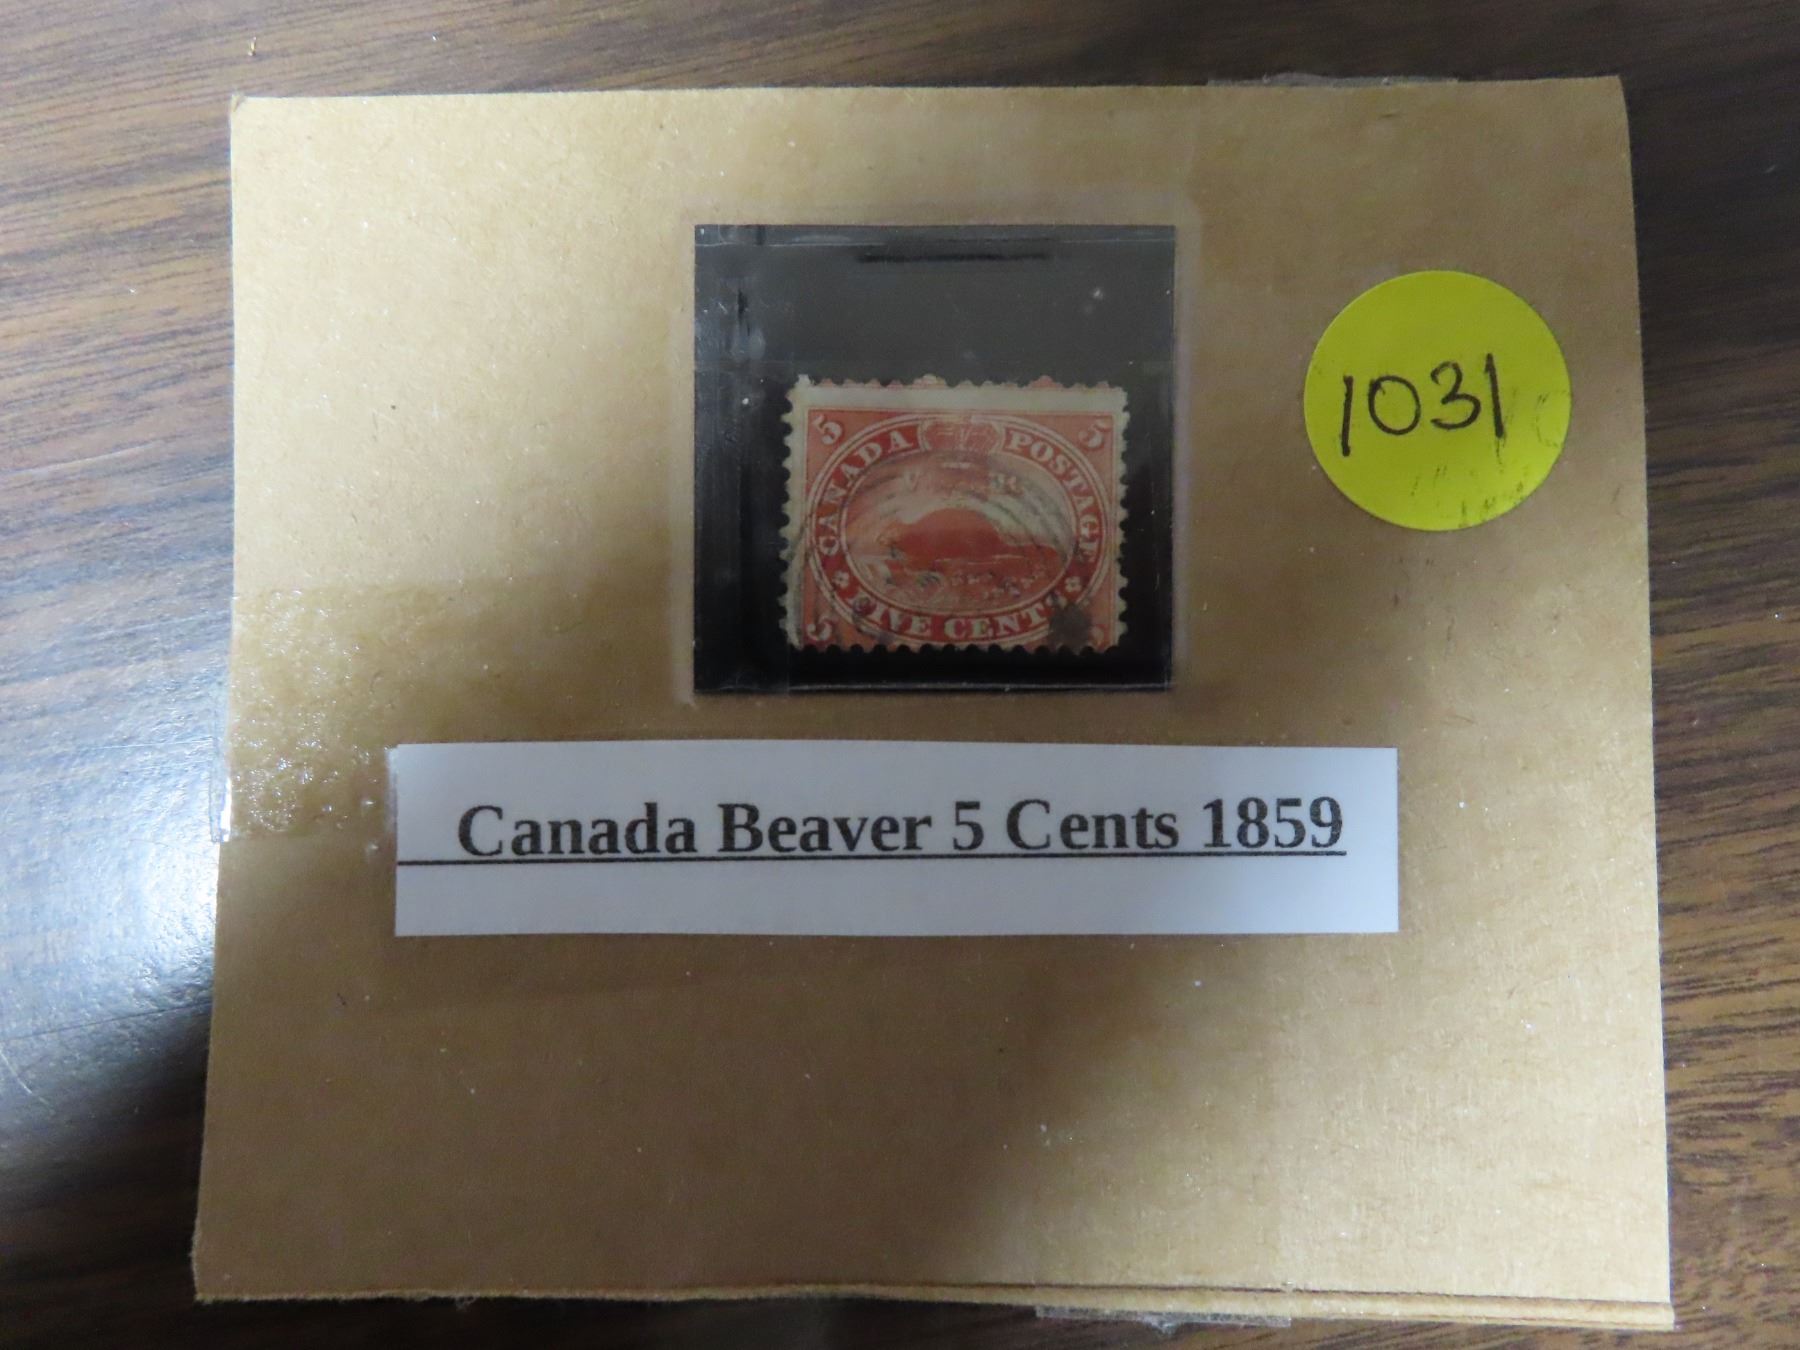 5 5
CANADA POSTAGE
FIVE CENTS
5 5
1031
Canada Beaver 5 Cents 1859